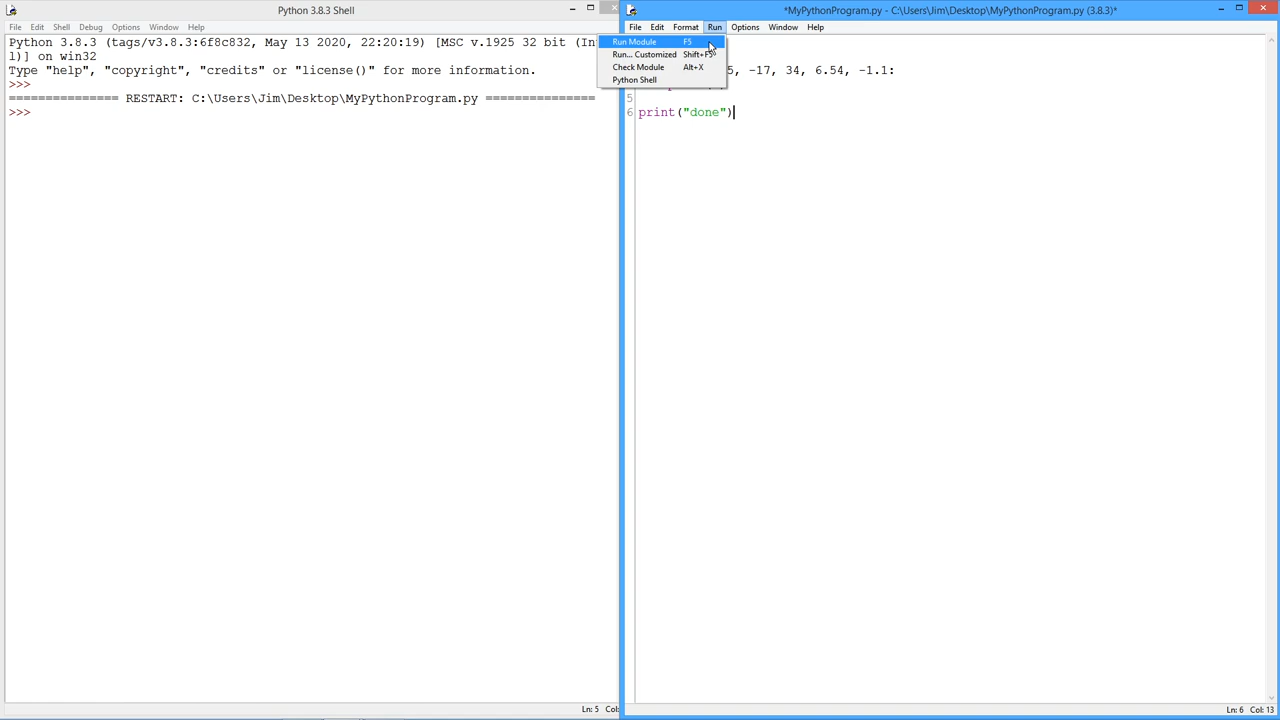 Python 3.8.3 Shell
File Edit Shell Debug Options Window Help
Python 3.8.3 (tags/v3.8.3:6f8c832, May 13 2020, 22:20:19) [MSC v.1925 32 bit (In
l)] on win32
Type "help", "copyright", "credits" or "license()" for more information.
>>>
=============== RESTART: C:\Users\Jim\Desktop\MyPythonProgram.py ===============
>>>
Ln: 5 Col:
*MyPythonProgram.py - C:\Users\Jim\Desktop\MyPythonProgram.py (3.8.3)*
File Edit Format Run Options Window Help
Run Module F5
Run... Customized Shift+F5
Check Module Alt+X
Python Shell
5, -17, 34, 6.54, -1.1:
5
6 print("done")
Ln: 6 Col: 13